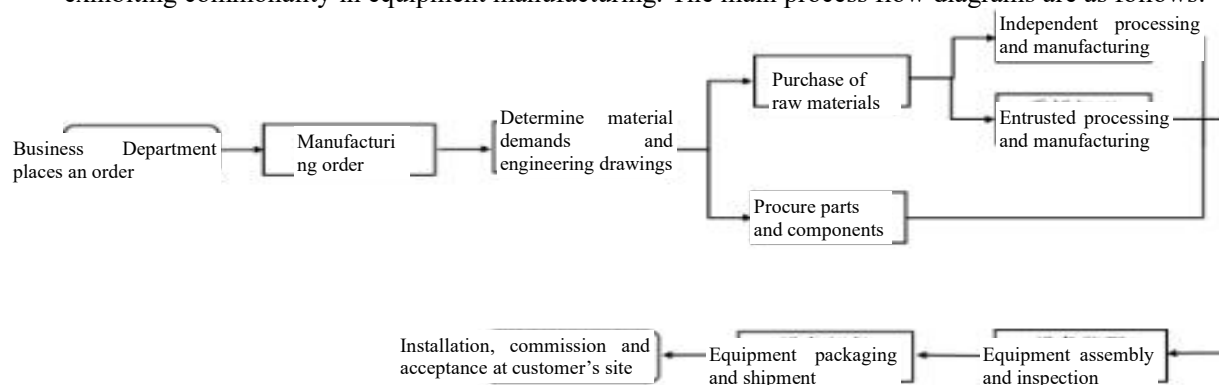 exhibiting commonality in equipment manufacturing. The main process flow diagrams are as follows:
Independent processing
and manufacturing
Purchase of
raw materials
Entrusted processing
and manufacturing
Determine material
demands and
engineering drawings
Manufacturi
ng order
Business Department
places an order
Procure parts
and components
Installation, commission and
acceptance at customer's site
Equipment packaging
and shipment
Equipment assembly
and inspection